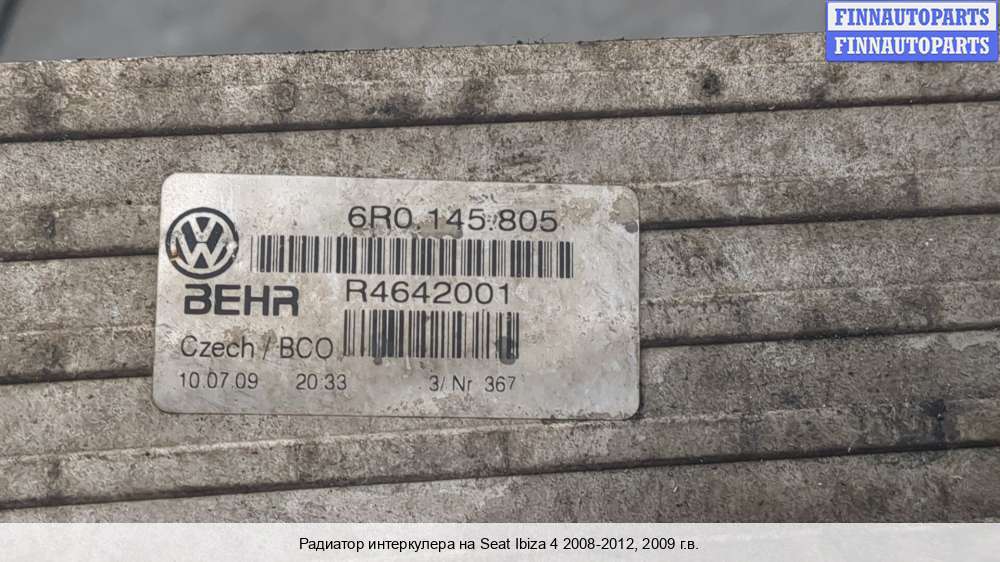 FINNAUTOPARTS
FINNAUTOPARTS
6R0.145.805
BEHR
R4642001
Czech / BCO
10.07.09 20:33 3/ Nr 367
Радиатор интеркулера на Seat Ibiza 4 2008-2012, 2009 г.в.